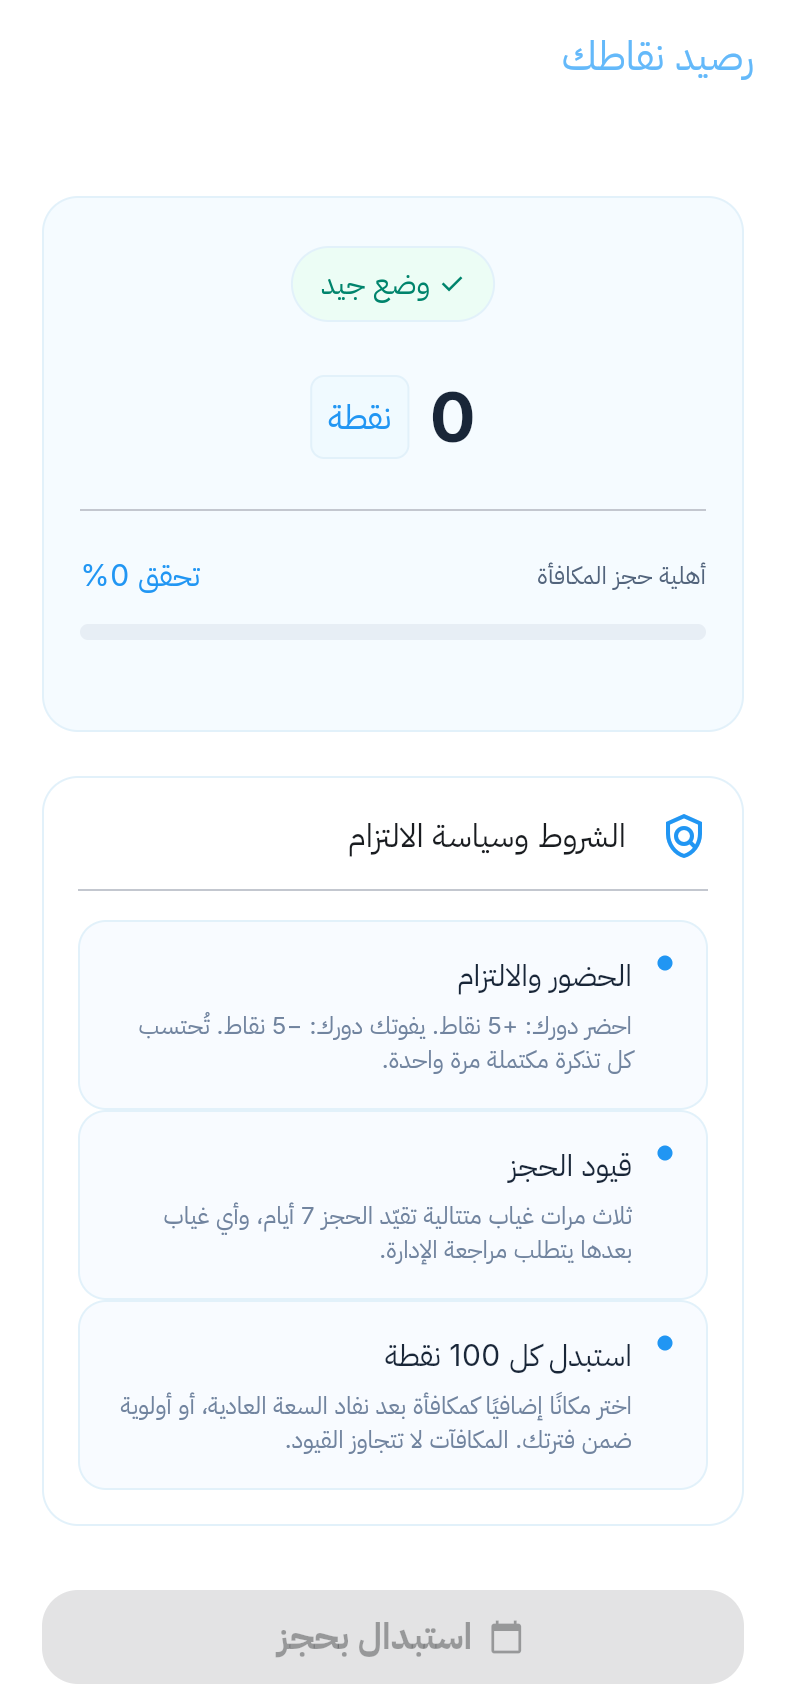 رصيد نقاطك
وضع جيد
0 نقطة
أهلية حجز المكافأة
تحقق 0%
الشروط وسياسة الالتزام
الحضور والالتزام
احضر دورك: +5 نقاط. يفوتك دورك: −5 نقاط. تُحتسب
كل تذكرة مكتملة مرة واحدة.
قيود الحجز
ثلاث مرات غياب متتالية تقيّد الحجز 7 أيام، وأي غياب
بعدها يتطلب مراجعة الإدارة.
استبدل كل 100 نقطة
اختر مكانًا إضافيًا كمكافأة بعد نفاد السعة العادية، أو أولوية
ضمن فترتك. المكافآت لا تتجاوز القيود.
استبدال بحجز